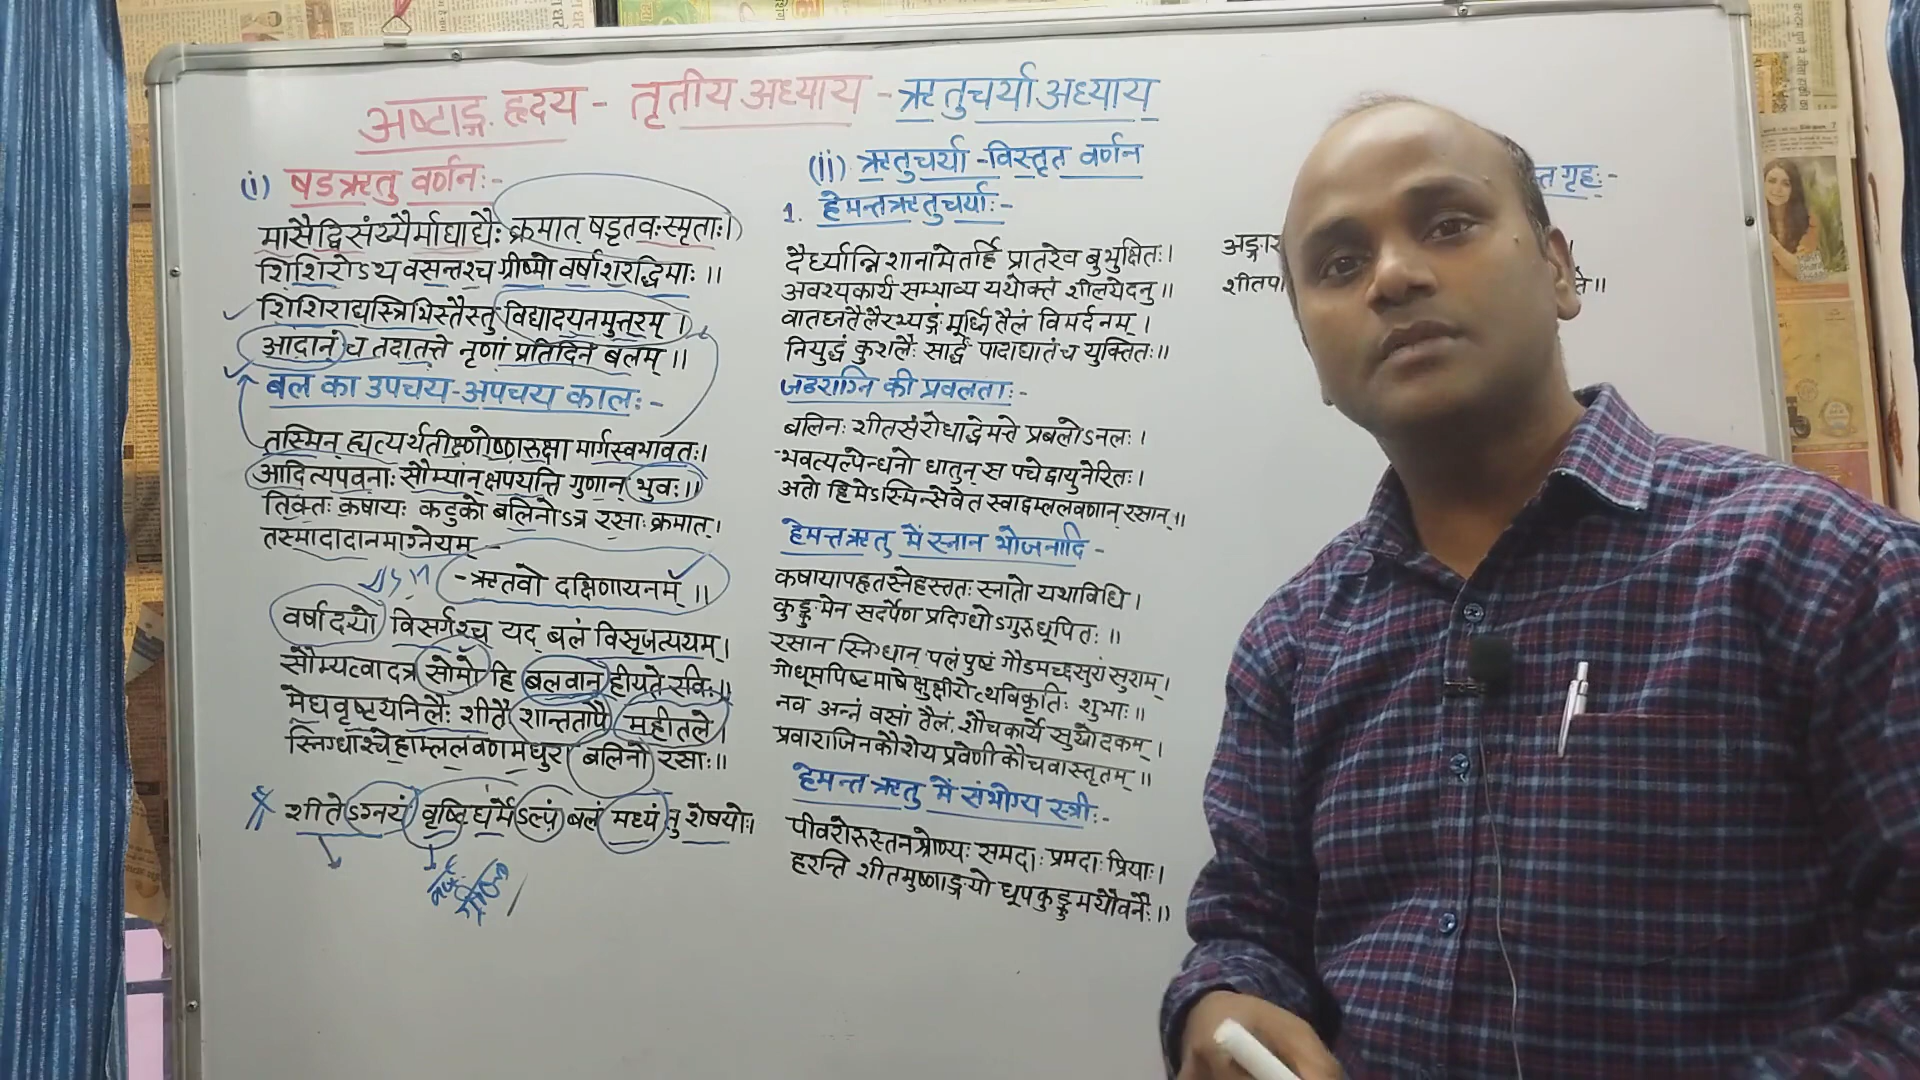 अष्टाङ्ग हृदय - तृतीय अध्याय - ऋतुचर्या अध्याय
(i) षडऋतु वर्णन:-
मासैर्द्विसंख्यैर्माघाद्यैः क्रमात् षडृतवः स्मृताः।
शिशिरोऽथ वसन्तश्च ग्रीष्मो वर्षाशरद्धिमाः ।।
शिशिराद्यास्त्रिभिस्तैस्तु विद्यादयनमुत्तरम् ।
आदानं च तदादत्ते नृणां प्रतिदिनं बलम् ।।
बल का उपचय-अपचय काल:-
तस्मिन् ह्यत्यर्थतीक्ष्णोष्णरुक्षा मार्गस्वभावतः।
आदित्यपवनाः सौम्यान् क्षपयन्ति गुणान् भुवः।।
तिक्तः कषायः कटुको बलिनोऽत्र रसाः क्रमात्।
तस्मादादानमाग्नेयम् -
-ऋतवो दक्षिणायनम् ।।
वर्षादयो विसर्गश्च यद् बलं विसृजत्ययम्।
सौम्यत्वादत्र सोमो हि बलवान् हीयते रविः।।
मेघवृष्ट्यनिलैः शीतैः शान्ततापे महीतले।
स्निग्धाश्चेहाम्ललवणमधुरा बलिनो रसाः।।
शीतेऽग्नयं वृष्टिघर्मेऽल्पं बलं मध्यं तु शेषयोः।
(ii) ऋतुचर्या -विस्तृत वर्णन
1. हेमन्तऋतुचर्या:-
दैर्ध्यान्निशानामेतर्हि प्रातरेव बुभुक्षितः।
अवश्यकार्यं सम्भाव्य यथोक्तं शीलयेदनु ।।
वातघ्नतैलैरभ्यङ्गं मूर्ध्नि तैलं विमर्दनम् ।
नियुद्धं कुशलैः सार्द्धं पादाघातं च युक्तितः।।
जठराग्नि की प्रबलता:-
बलिनः शीतसंरोधाद्धेमन्ते प्रबलोऽनलः ।
भवत्यल्पेन्धनो धातून् स पचेद्वायुनेरितः।
अतो हिमेऽस्मिन्सेवेत स्वाद्वम्ललवणान् रसान् ।।
हेमन्तऋतु में स्नान भोजनादि -
कषायापहृतस्नेहस्ततः स्नातो यथाविधि ।
कुङ्कुमेन सदर्पेण प्रदिग्धोऽगुरुधूपितः ।।
रसान् स्निग्धान् पलं पुष्टं गौडमच्छसुरां सुराम्।
गोधूमपिष्टमाषेक्षुक्षीरोत्थविकृतिः शुभाः ।।
नवं अन्नं वसां तैलं, शौचकार्ये सुखोदकम् ।
प्रावाराजिनकौशेय प्रवेणी कौचवास्तृतम् ।।
हेमन्त ऋतु में संभोग्य स्त्री:-
पीवरोरुस्तनश्रोण्यः समदाः प्रमदाः प्रियाः।
हरन्ति शीतमुष्णाङ्गयो धूपकुङ्कुमयौवनैः।।
गृह:-